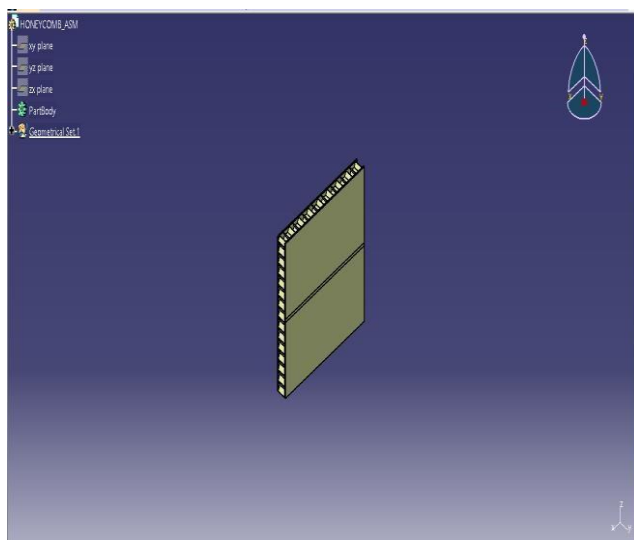 HONEYCOMB_ASM
xy plane
yz plane
zx plane
PartBody
Geometrical Set.1
z
x
y